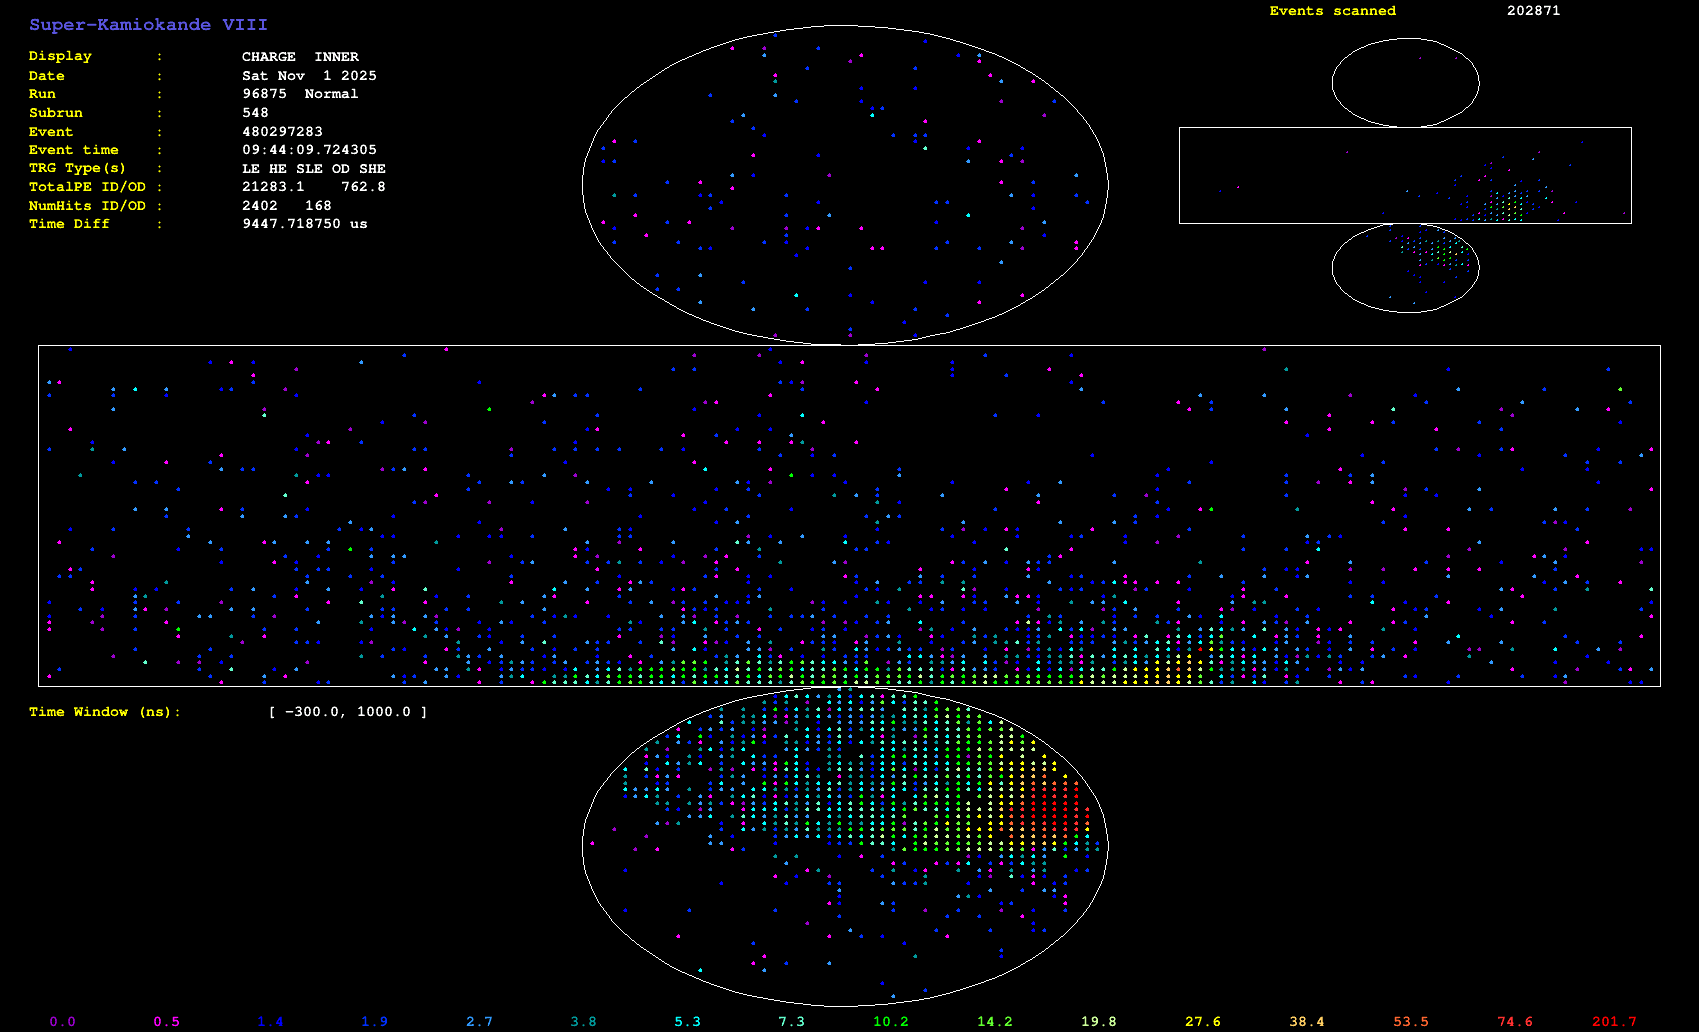 Super-Kamiokande VIII
Events scanned 202871
Display : CHARGE INNER
Date : Sat Nov 1 2025
Run : 96875 Normal
Subrun : 548
Event : 480297283
Event time : 09:44:09.724305
TRG Type(s) : LE HE SLE OD SHE
TotalPE ID/OD : 21283.1 762.8
NumHits ID/OD : 2402 168
Time Diff : 9447.718750 us
Time Window (ns): [ -300.0, 1000.0 ]
0.0 0.5 1.4 1.9 2.7 3.8 5.3 7.3 10.2 14.2 19.8 27.6 38.4 53.5 74.6 201.7